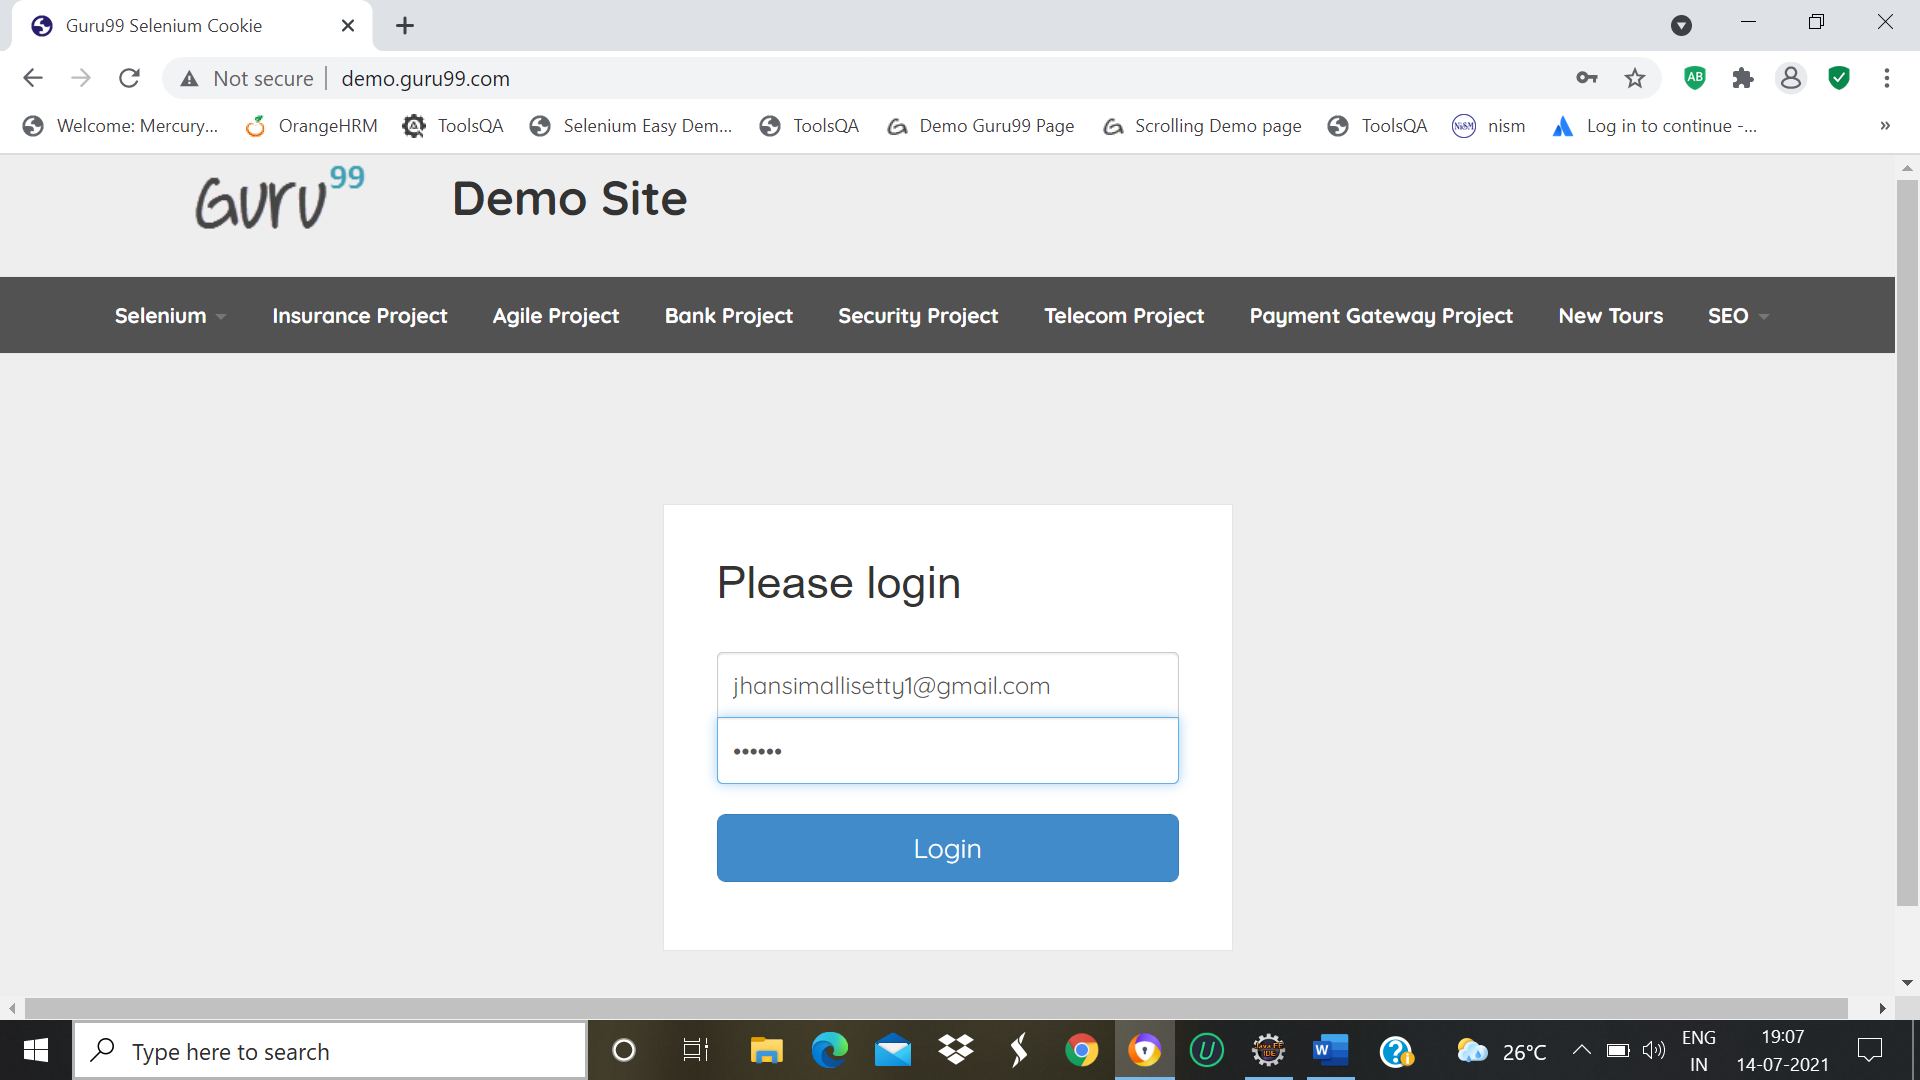 Guru99 Selenium Cookie
Not secure demo.guru99.com
Welcome: Mercury... OrangeHRM ToolsQA Selenium Easy Dem... ToolsQA Demo Guru99 Page Scrolling Demo page ToolsQA nism Log in to continue -... »
Guru99 Demo Site
Selenium Insurance Project Agile Project Bank Project Security Project Telecom Project Payment Gateway Project New Tours SEO
Please login
jhansimallisetty1@gmail.com
••••••
Login
Type here to search
26°C
ENG
IN
19:07
14-07-2021